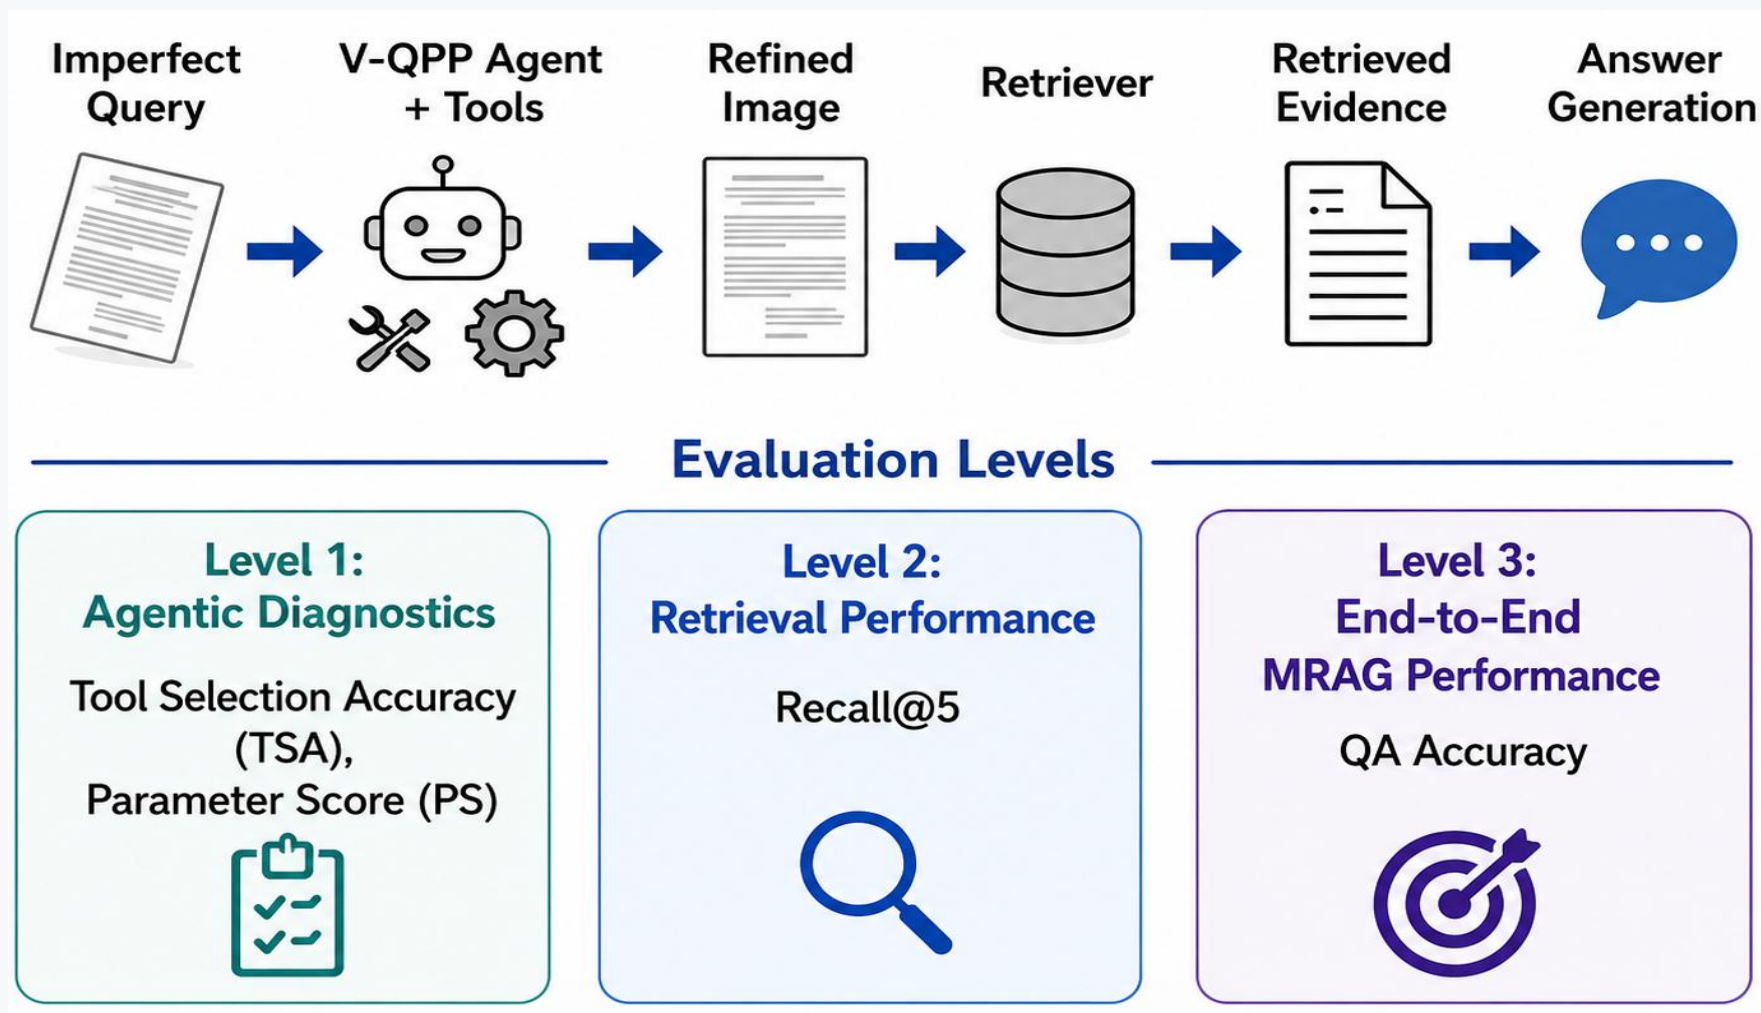 Imperfect
Query
V-QPP Agent
+ Tools
Refined
Image
Retriever
Retrieved
Evidence
Answer
Generation
Evaluation Levels
Level 1:
Agentic Diagnostics
Tool Selection Accuracy
(TSA),
Parameter Score (PS)
Level 2:
Retrieval Performance
Recall@5
Level 3:
End-to-End
MRAG Performance
QA Accuracy